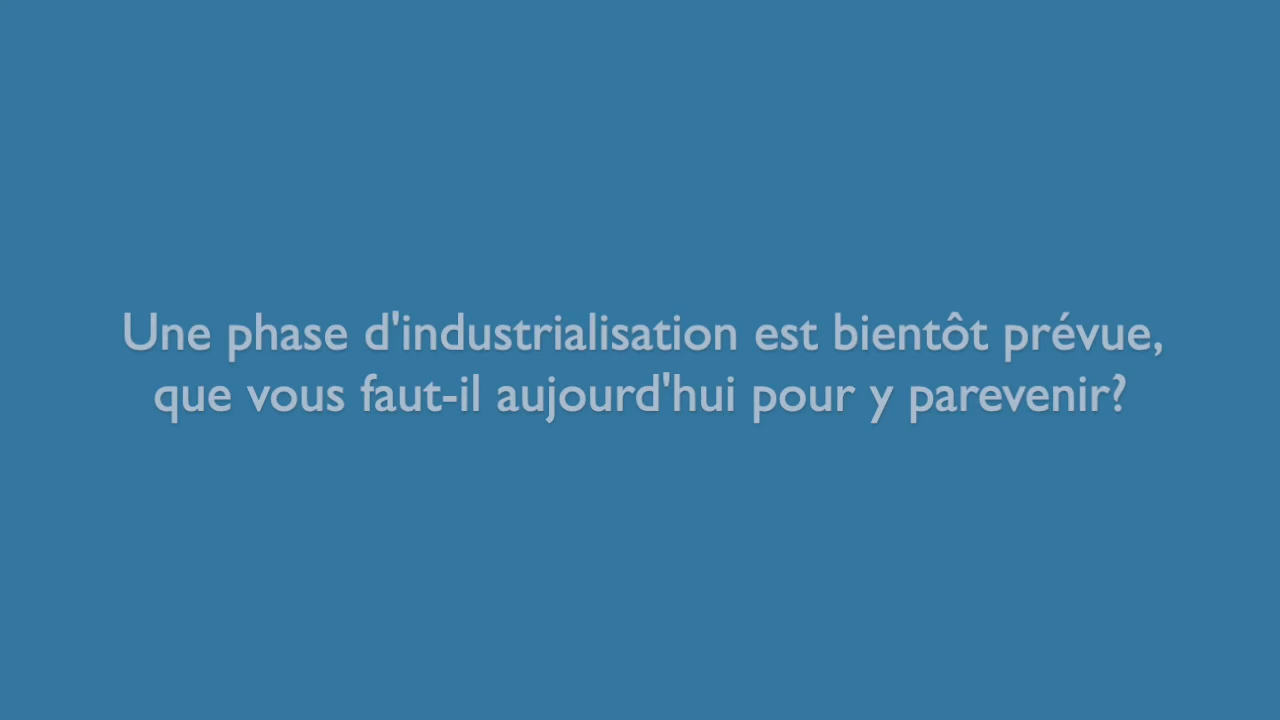 Une phase d'industrialisation est bientôt prévue,
que vous faut-il aujourd'hui pour y parevenir?